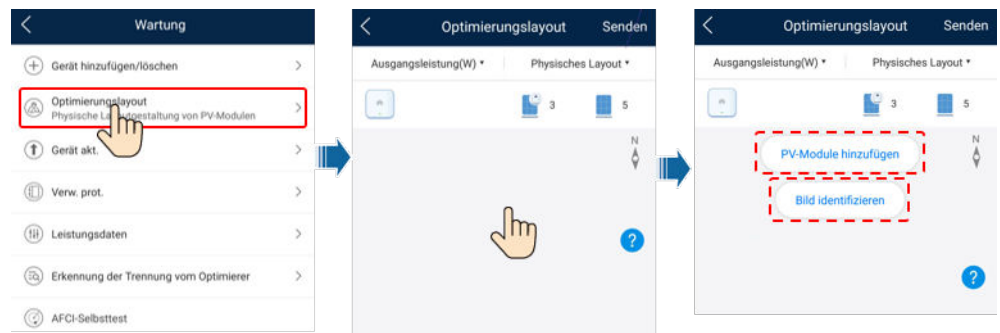 Wartung
Gerät hinzufügen/löschen
Optimierungslayout
Physische Layoutgestaltung von PV-Modulen
Gerät akt.
Verw. prot.
Leistungsdaten
Erkennung der Trennung vom Optimierer
AFCI-Selbsttest
Optimierungslayout Senden
Ausgangsleistung(W) Physisches Layout
3 5
N
?
Optimierungslayout Senden
Ausgangsleistung(W) Physisches Layout
3 5
N
PV-Module hinzufügen
Bild identifizieren
?